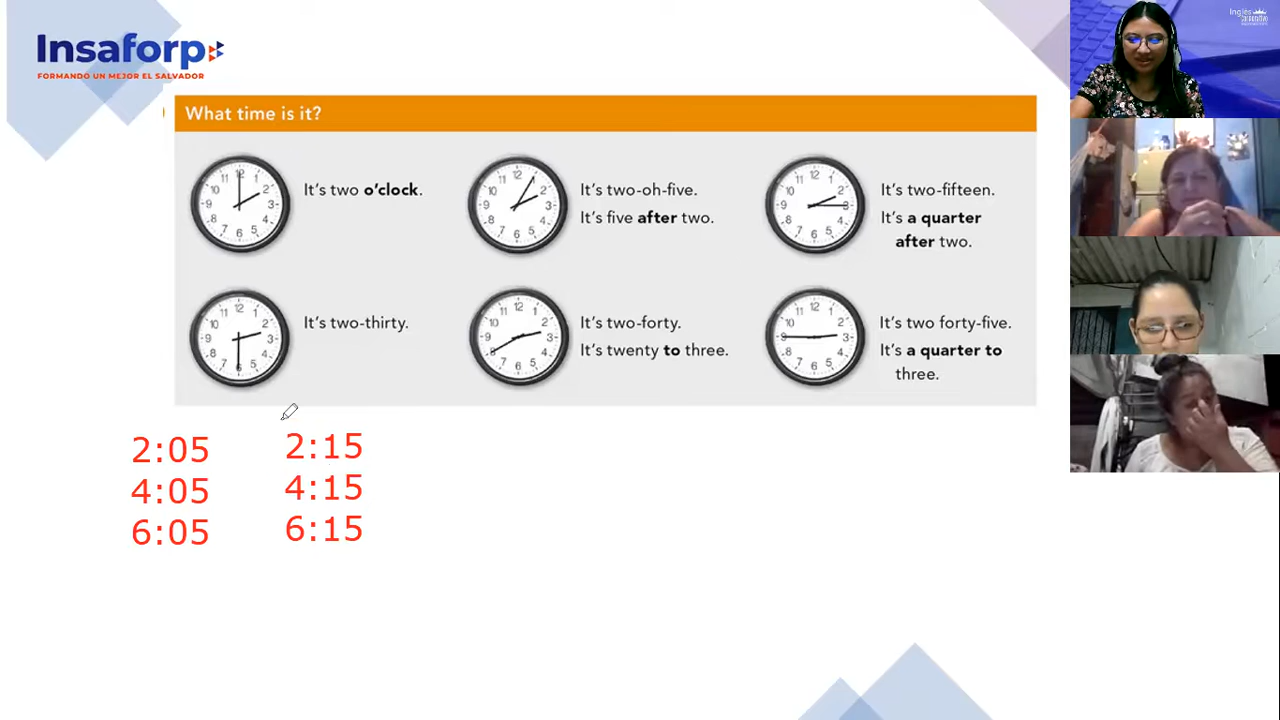 Insaforp
FORMANDO UN MEJOR EL SALVADOR
What time is it?
It's two o'clock.
It's two-oh-five.
It's five after two.
It's two-fifteen.
It's a quarter
after two.
It's two-thirty.
It's two-forty.
It's twenty to three.
It's two forty-five.
It's a quarter to
three.
2:05
4:05
6:05
2:15
4:15
6:15
Inglés